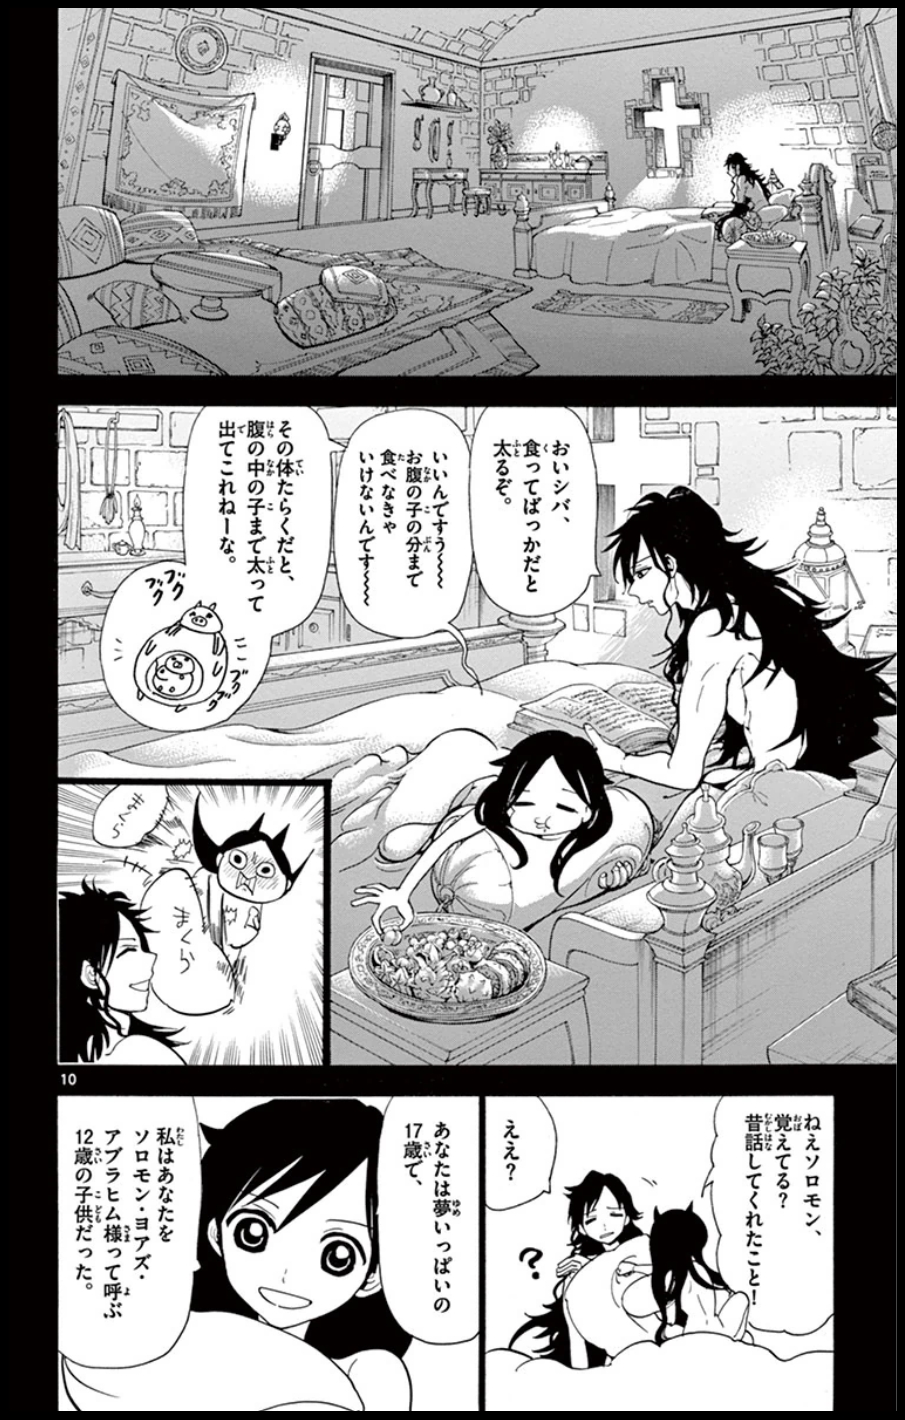 おいシバ、
食ってばっかだと
太るぞ。
いいんですう〜〜
お腹の子の分まで
食べなきゃ
いけないんです〜〜
その体たらくだと、
腹の中の子まで太って
出てこれねーな。
ブクブク
ブクブク
まくら
まくら
10
ねえソロモン、
覚えてる?
昔話してくれたこと!
ええ?
?
あなたは夢いっぱいの
17歳で、
私はあなたを
ソロモン・ヨアズ・
アブラヒム様って呼ぶ
12歳の子供だった。